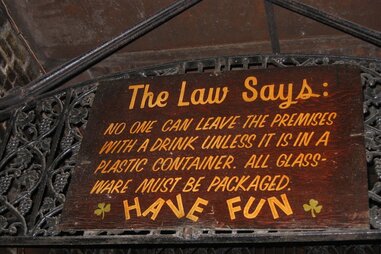 The Law Says:
NO ONE CAN LEAVE THE PREMISES
WITH A DRINK UNLESS IT IS IN A
PLASTIC CONTAINER. ALL GLASS-
WARE MUST BE PACKAGED.
HAVE FUN